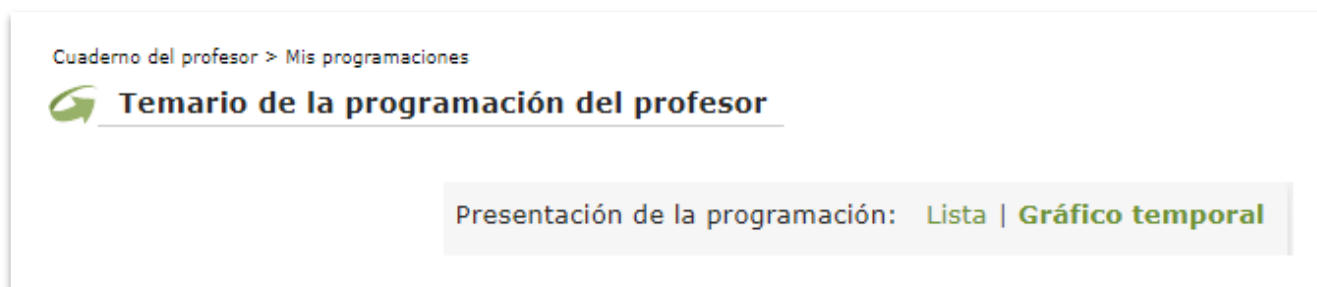 Cuaderno del profesor > Mis programaciones
Temario de la programación del profesor
Presentación de la programación: Lista | Gráfico temporal